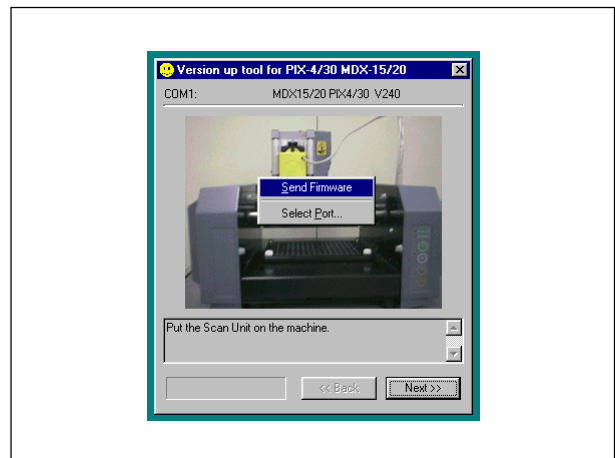 Version up tool for PIX-4/30 MDX-15/20
COM1: MDX15/20 PIX4/30 V240
Send Firmware
Select Port...
Put the Scan Unit on the machine.
<< Back Next >>